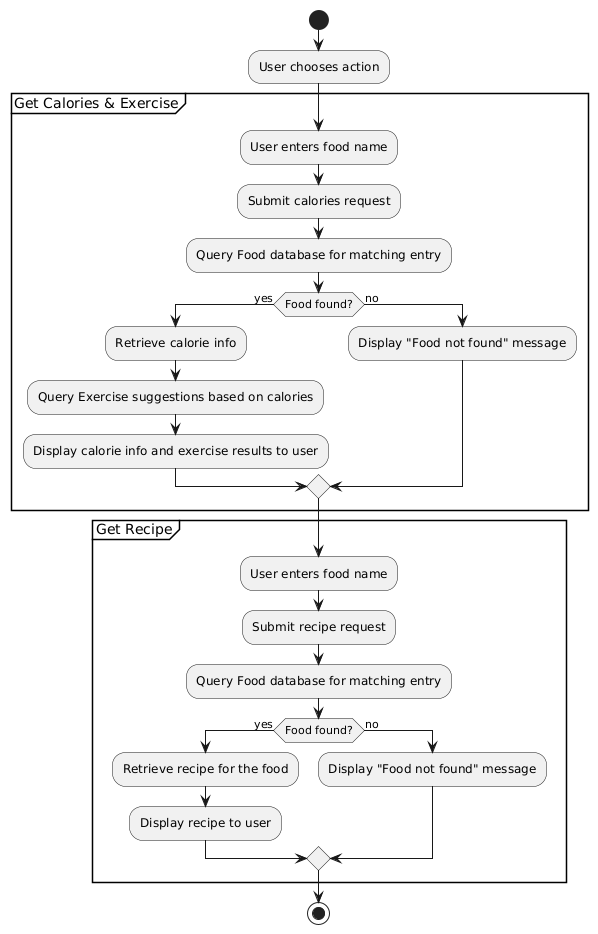 User chooses action
Get Calories & Exercise
User enters food name
Submit calories request
Query Food database for matching entry
Food found?
yes
no
Retrieve calorie info
Display "Food not found" message
Query Exercise suggestions based on calories
Display calorie info and exercise results to user
Get Recipe
User enters food name
Submit recipe request
Query Food database for matching entry
Food found?
yes
no
Retrieve recipe for the food
Display "Food not found" message
Display recipe to user